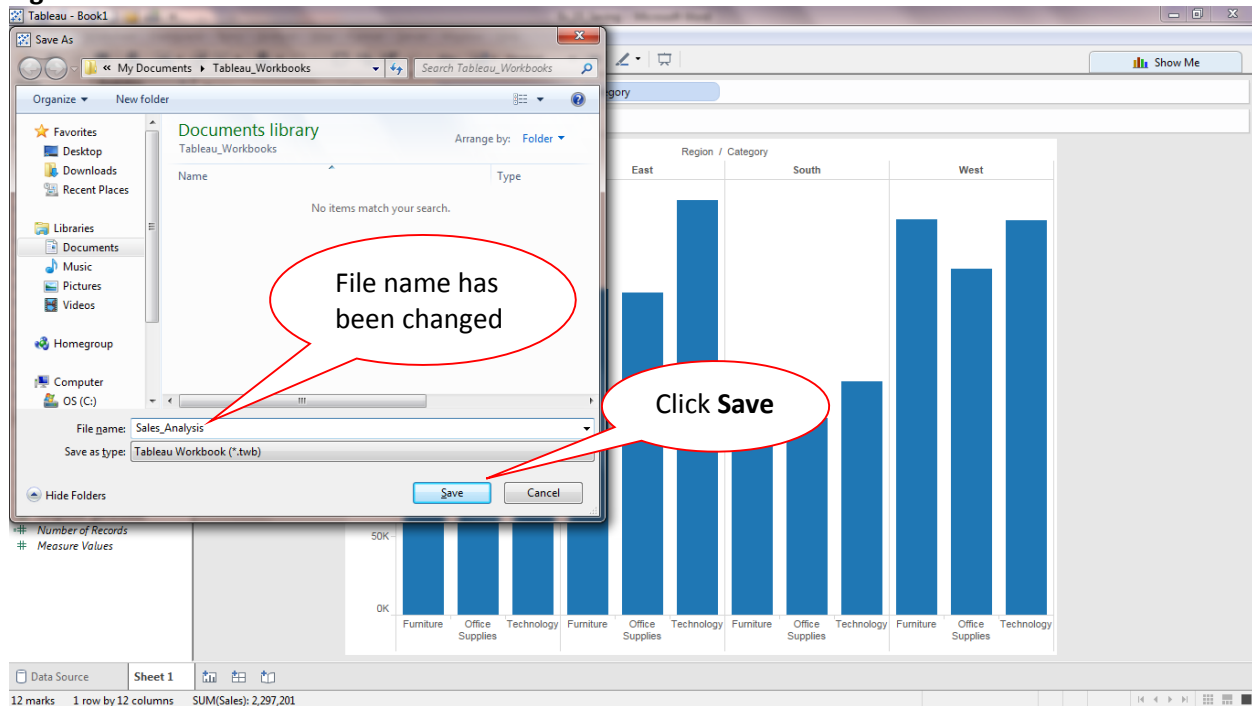 Tableau - Book1
Save As
« My Documents ▸ Tableau_Workbooks
Search Tableau_Workbooks
Show Me
Organize
New folder
Favorites
Desktop
Downloads
Recent Places
Libraries
Documents
Music
Pictures
Videos
Homegroup
Computer
OS (C:)
Documents library
Tableau_Workbooks
Arrange by: Folder
Name
Type
No items match your search.
File name has
been changed
File name: Sales_Analysis
Save as type: Tableau Workbook (*.twb)
Hide Folders
Save
Cancel
Click Save
Region / Category
East
South
West
Number of Records
Measure Values
50K
0K
Furniture
Office
Supplies
Technology
Furniture
Office
Supplies
Technology
Furniture
Office
Supplies
Technology
Furniture
Office
Supplies
Technology
Data Source
Sheet 1
12 marks 1 row by 12 columns SUM(Sales): 2,297,201